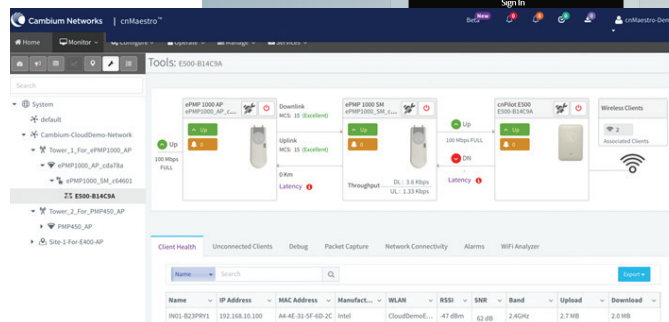 Sign In
Cambium Networks | cnMaestro™
Beta New
cnMaestro-Dem
Home Monitor Configure Operate Manage Services
Tools: E500-B14C9A
Search
System
default
Cambium-CloudDemo-Network
Tower_1_For_ePMP1000_AP
ePMP1000_AP_cda78a
ePMP1000_SM_c64601
E500-B14C9A
Tower_2_For_PMP450_AP
PMP450_AP
Site-1-For-E400-AP
Up
100 Mbps
FULL
ePMP 1000 AP
ePMP1000_AP_c...
Up
0
Downlink
MCS: 15 (Excellent)
Uplink
MCS: 15 (Excellent)
0 Km
Latency
ePMP 1000 SM
ePMP1000_SM_c...
Up
0
Throughput
DL : 3.6 Kbps
UL : 1.33 Kbps
Up
100 Mbps FULL
DN
-
Latency
cnPilot E500
E500-B14C9A
Up
0
Wireless Clients
2
Associated Clients
Client Health Unconnected Clients Debug Packet Capture Network Connectivity Alarms WiFi Analyzer
Name Search Export
Name IP Address MAC Address Manufact... WLAN RSSI SNR Band Upload Download
IN01-B23PRY1 192.168.10.100 A4-4E-31-5F-6D-2C Intel CloudDemoE... -47 dBm 62 dB 2.4GHz 2.7 MB 2.0 MB